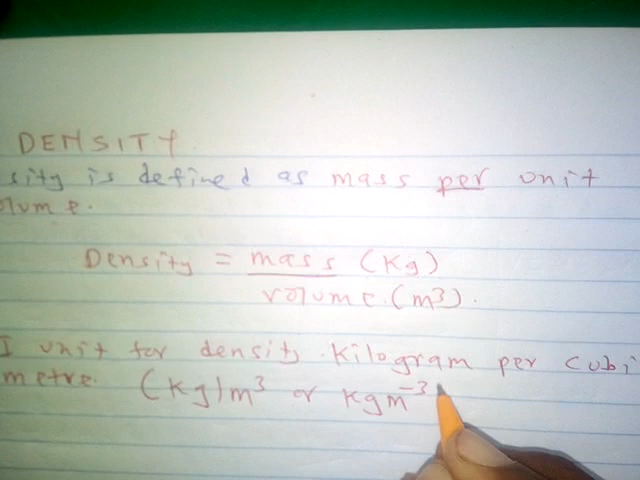 DENSITY
sity is defined as mass per unit
olume.
Density = mass (Kg)
volume (m³).
I unit for density. Kilogram per cubi
metre. (Kg/m³ or Kgm⁻³